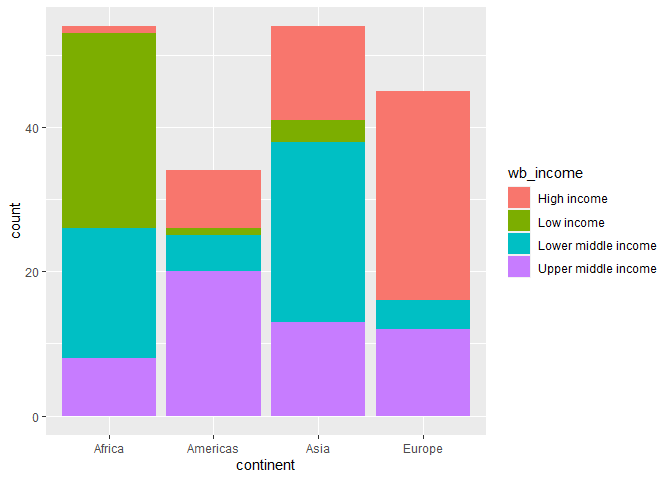 count
40
20
0
Africa Americas Asia Europe
continent
wb_income
High income
Low income
Lower middle income
Upper middle income